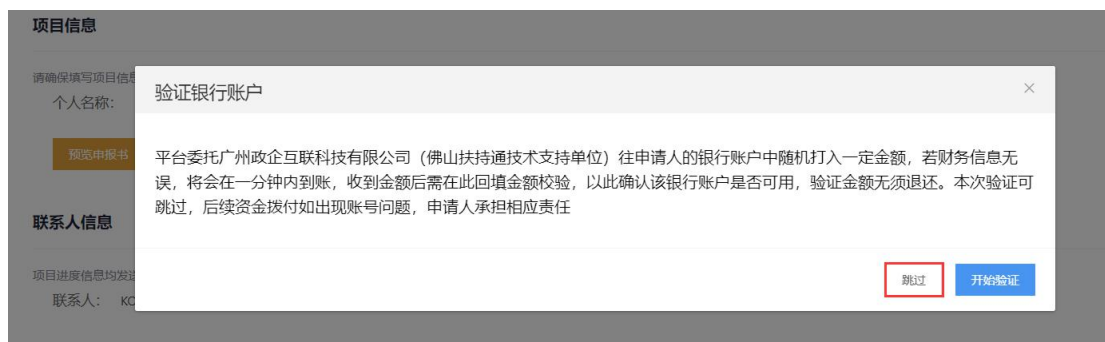 项目信息
请确保填写项目信息
个人名称：
预览申报书
验证银行账户
平台委托广州政企互联科技有限公司（佛山扶持通技术支持单位）往申请人的银行账户中随机打入一定金额，若财务信息无
误，将会在一分钟内到账，收到金额后需在此回填金额校验，以此确认该银行账户是否可用，验证金额无须退还。本次验证可
跳过，后续资金拨付如出现账号问题，申请人承担相应责任
跳过
开始验证
联系人信息
项目进度信息均发送
联系人： KC